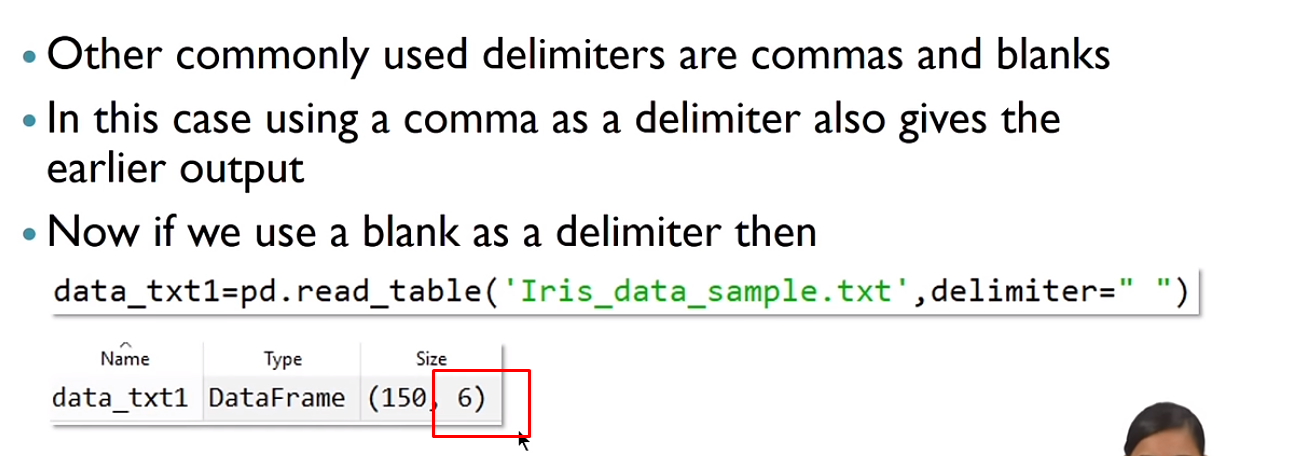 Other commonly used delimiters are commas and blanks
In this case using a comma as a delimiter also gives the
earlier output
Now if we use a blank as a delimiter then
data_txt1=pd.read_table('Iris_data_sample.txt',delimiter=" ")
Name Type Size
data_txt1 DataFrame (150, 6)